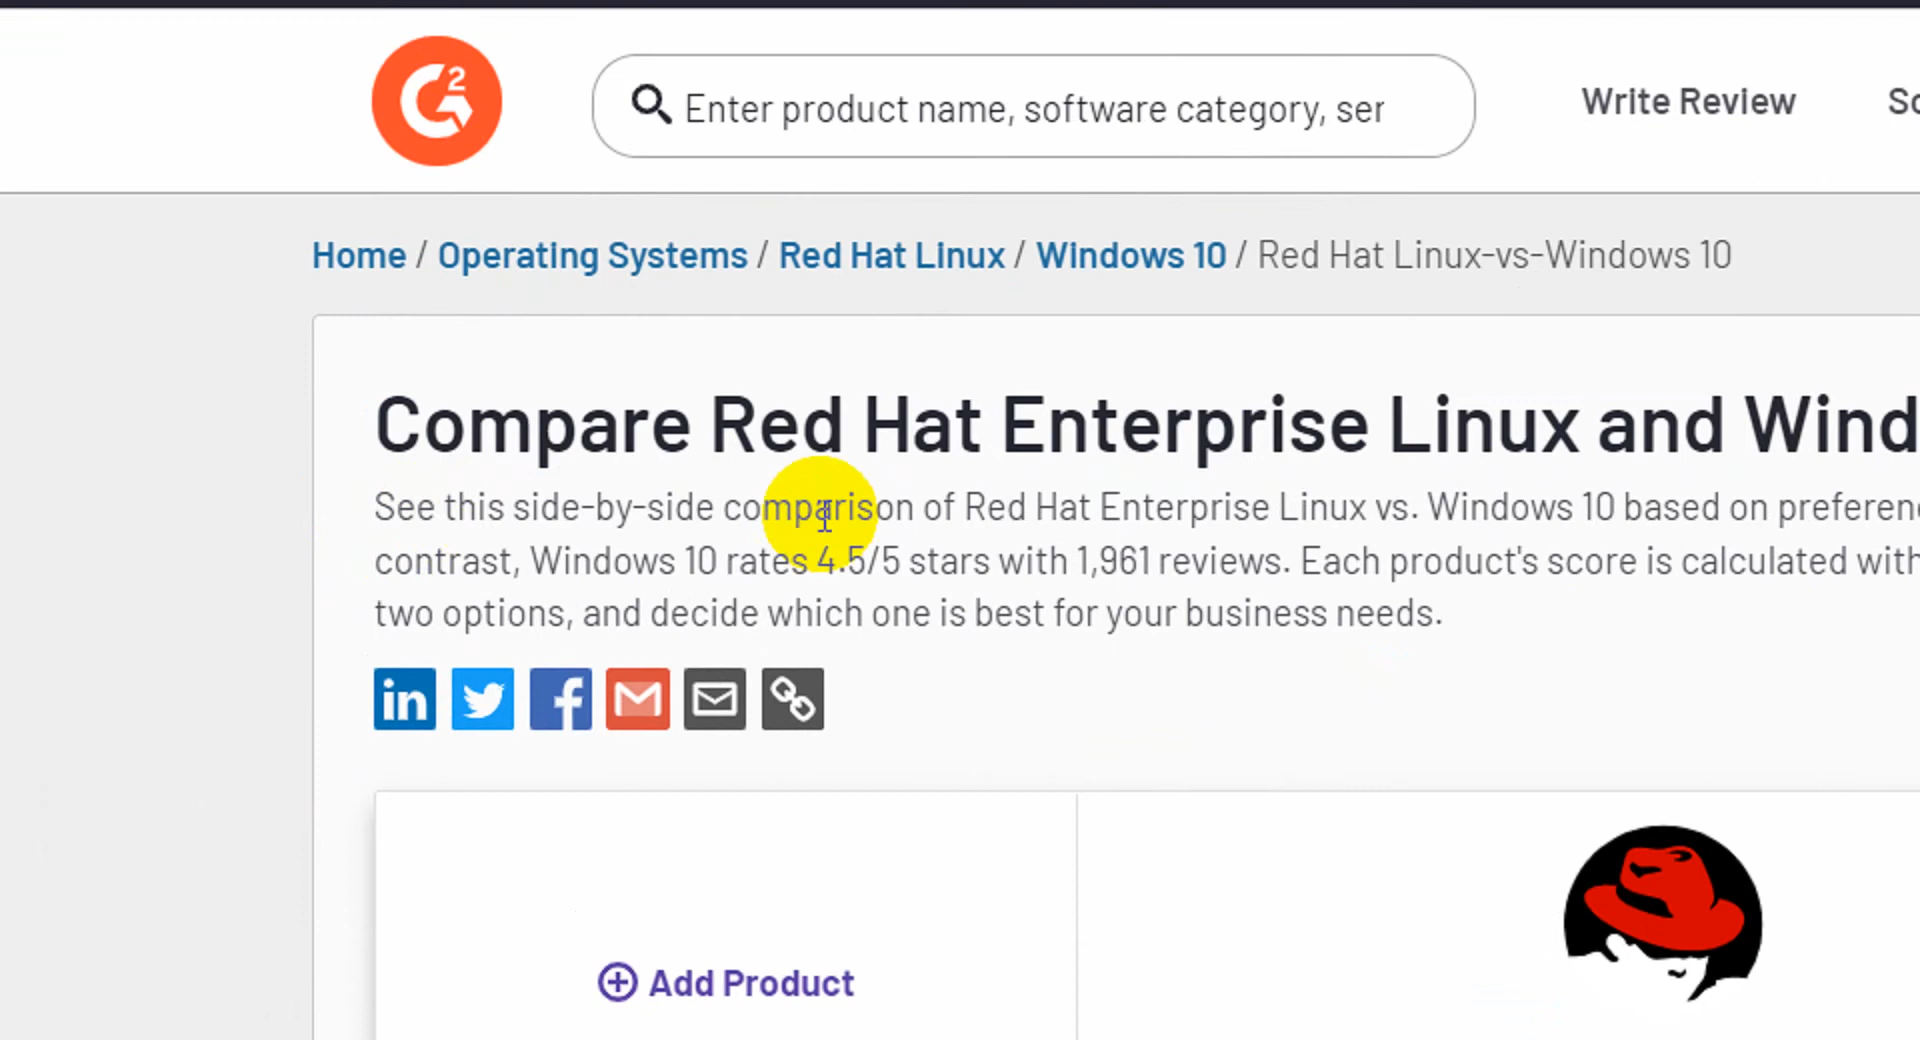 G2
Enter product name, software category, ser
Write Review
Home / Operating Systems / Red Hat Linux / Windows 10 / Red Hat Linux-vs-Windows 10
Compare Red Hat Enterprise Linux and Wind
See this side-by-side comparison of Red Hat Enterprise Linux vs. Windows 10 based on preferen
contrast, Windows 10 rates 4.5/5 stars with 1,961 reviews. Each product's score is calculated with
two options, and decide which one is best for your business needs.
in
Add Product